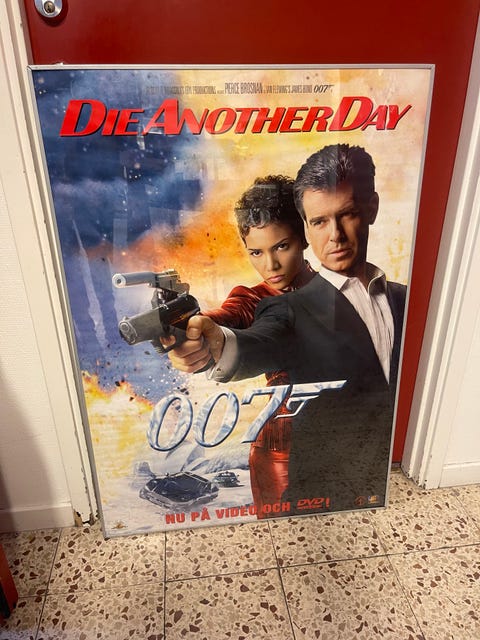 PIERCE BROSNAN
IAN FLEMING'S JAMES BOND 007
DIE ANOTHER DAY
007
NU PÅ VIDEO OCH DVD!